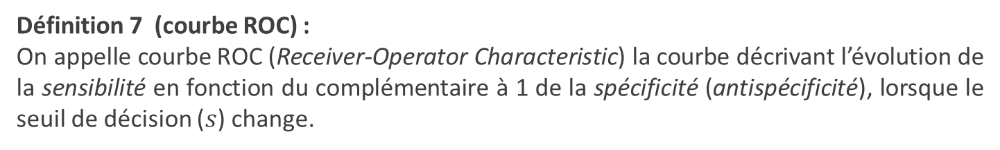 Définition 7  (courbe ROC) :
On appelle courbe ROC (Receiver-Operator Characteristic) la courbe décrivant l’évolution de
la sensibilité en fonction du complémentaire à 1 de la spécificité (antispécificité), lorsque le
seuil de décision (𝑠) change.